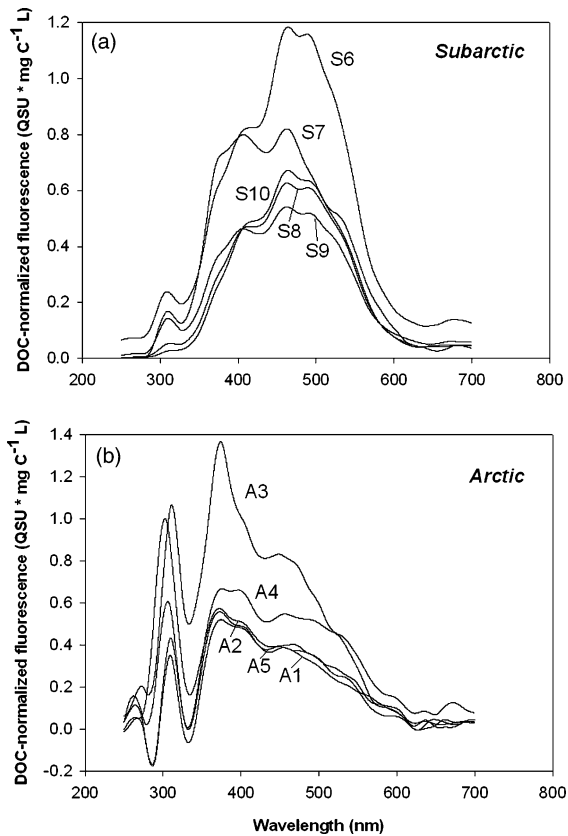 (a)
Subarctic
DOC-normalized fluorescence (QSU * mg C⁻¹ L)
1.2
1.0
0.8
0.6
0.4
0.2
0.0
S6
S7
S10
S8
S9
200 300 400 500 600 700 800
(b)
Arctic
DOC-normalized fluorescence (QSU * mg C⁻¹ L)
1.4
1.2
1.0
0.8
0.6
0.4
0.2
0.0
-0.2
A3
A4
A2
A5
A1
200 300 400 500 600 700 800
Wavelength (nm)